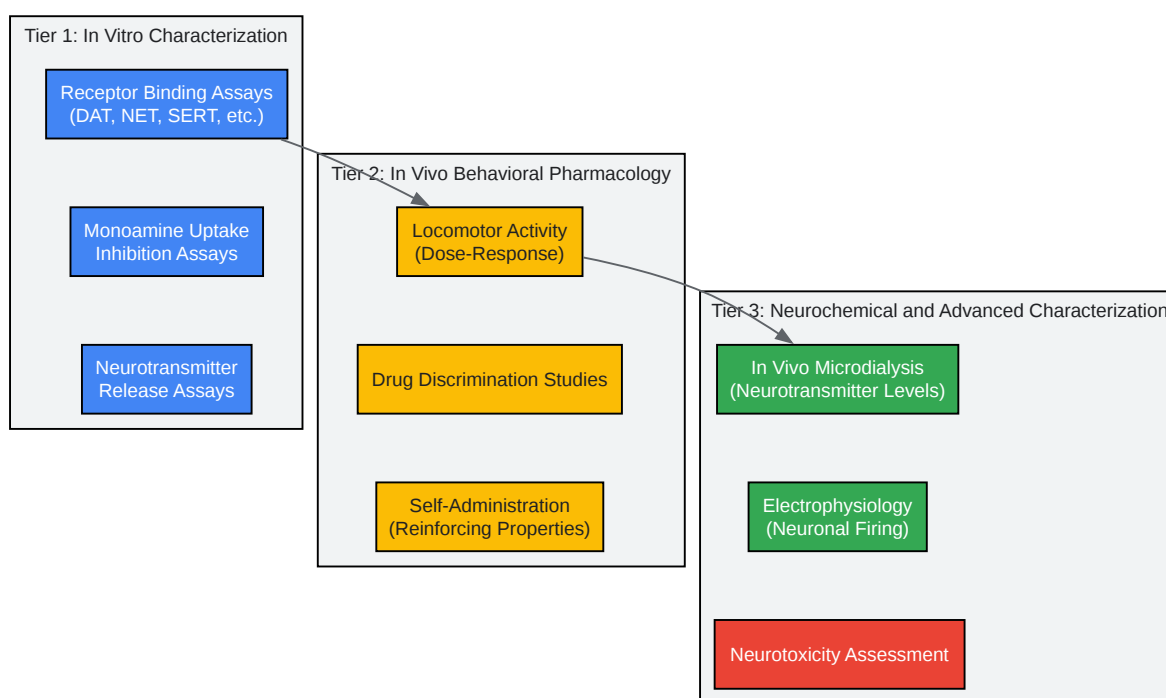 Tier 1: In Vitro Characterization
Receptor Binding Assays
(DAT, NET, SERT, etc.)
Monoamine Uptake
Inhibition Assays
Neurotransmitter
Release Assays
Tier 2: In Vivo Behavioral Pharmacology
Locomotor Activity
(Dose-Response)
Drug Discrimination Studies
Self-Administration
(Reinforcing Properties)
Tier 3: Neurochemical and Advanced Characterization
In Vivo Microdialysis
(Neurotransmitter Levels)
Electrophysiology
(Neuronal Firing)
Neurotoxicity Assessment